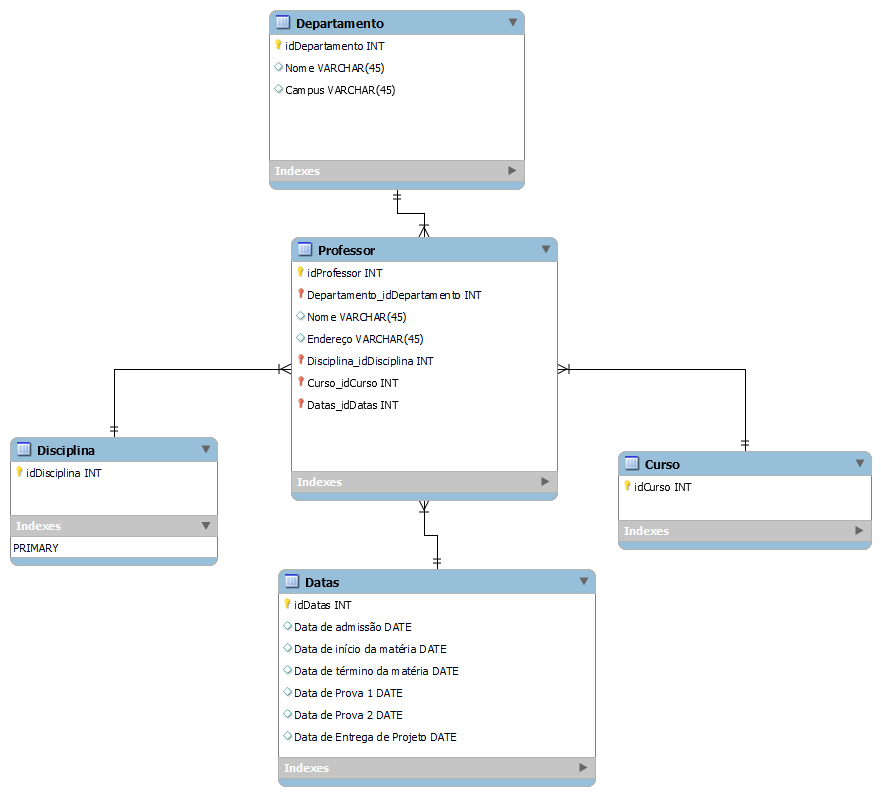 Departamento
idDepartamento INT
Nome VARCHAR(45)
Campus VARCHAR(45)
Indexes
Professor
idProfessor INT
Departamento_idDepartamento INT
Nome VARCHAR(45)
Endereço VARCHAR(45)
Disciplina_idDisciplina INT
Curso_idCurso INT
Datas_idDatas INT
Indexes
Disciplina
idDisciplina INT
Indexes
PRIMARY
Curso
idCurso INT
Indexes
Datas
idDatas INT
Data de admissão DATE
Data de início da matéria DATE
Data de término da matéria DATE
Data de Prova 1 DATE
Data de Prova 2 DATE
Data de Entrega de Projeto DATE
Indexes